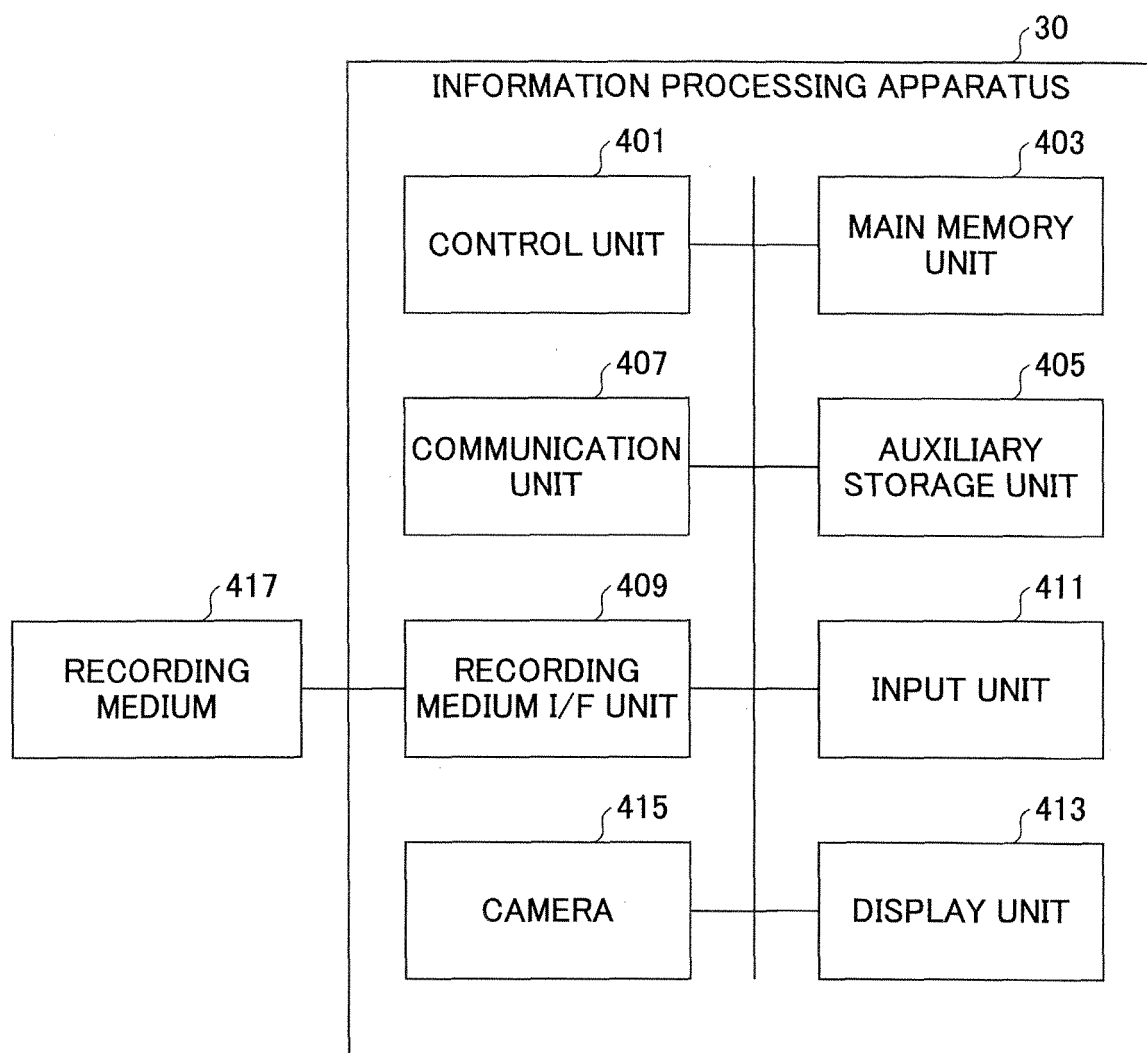 30
INFORMATION PROCESSING APPARATUS
401
CONTROL UNIT
403
MAIN MEMORY
UNIT
407
COMMUNICATION
UNIT
405
AUXILIARY
STORAGE UNIT
417
RECORDING
MEDIUM
409
RECORDING
MEDIUM I/F UNIT
411
INPUT UNIT
415
CAMERA
413
DISPLAY UNIT